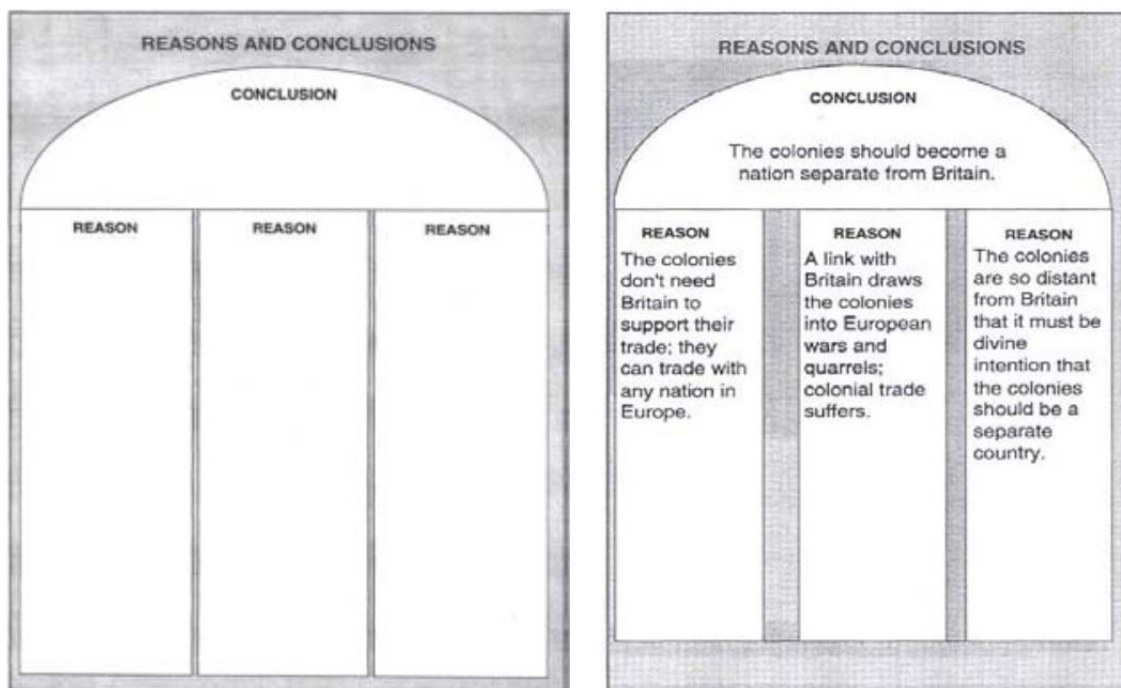 REASONS AND CONCLUSIONS
CONCLUSION
REASON
REASON
REASON
REASONS AND CONCLUSIONS
CONCLUSION
The colonies should become a
nation separate from Britain.
REASON
The colonies
don't need
Britain to
support their
trade; they
can trade with
any nation in
Europe.
REASON
A link with
Britain draws
the colonies
into European
wars and
quarrels;
colonial trade
suffers.
REASON
The colonies
are so distant
from Britain
that it must be
divine
intention that
the colonies
should be a
separate
country.